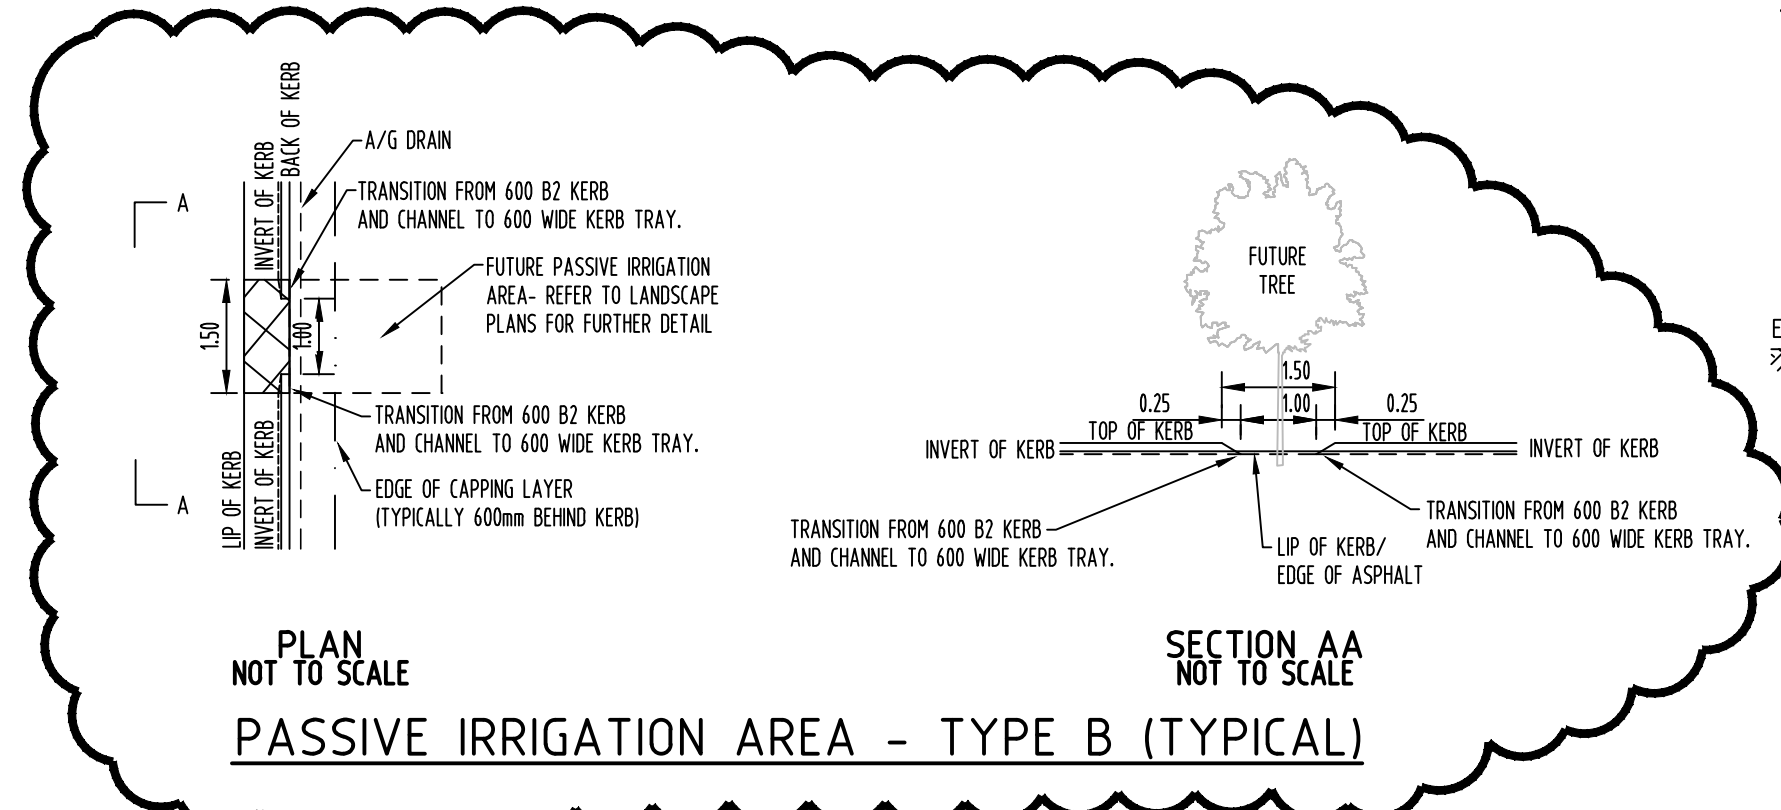 BACK OF KERB
INVERT OF KERB
A/G DRAIN
A
TRANSITION FROM 600 B2 KERB
AND CHANNEL TO 600 WIDE KERB TRAY.
FUTURE PASSIVE IRRIGATION
AREA- REFER TO LANDSCAPE
PLANS FOR FURTHER DETAIL
1.50
1.00
TRANSITION FROM 600 B2 KERB
AND CHANNEL TO 600 WIDE KERB TRAY.
LIP OF KERB
INVERT OF KERB
EDGE OF CAPPING LAYER
(TYPICALLY 600mm BEHIND KERB)
A
PLAN
NOT TO SCALE
FUTURE
TREE
1.50
0.25
1.00
0.25
TOP OF KERB
TOP OF KERB
INVERT OF KERB
INVERT OF KERB
TRANSITION FROM 600 B2 KERB
AND CHANNEL TO 600 WIDE KERB TRAY.
LIP OF KERB/
EDGE OF ASPHALT
TRANSITION FROM 600 B2 KERB
AND CHANNEL TO 600 WIDE KERB TRAY.
SECTION AA
NOT TO SCALE
PASSIVE IRRIGATION AREA - TYPE B (TYPICAL)